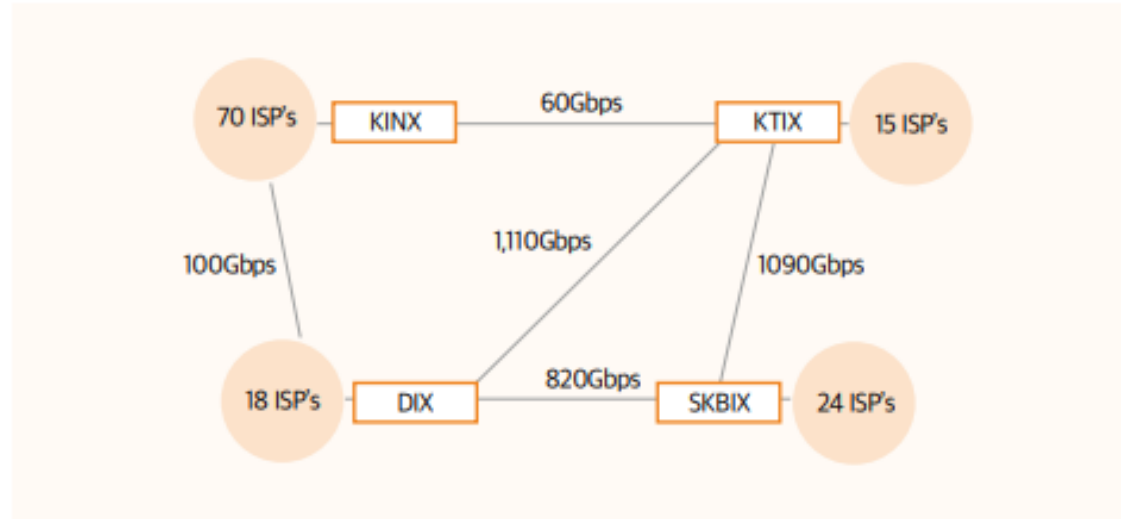 70 ISP's
KINX
60Gbps
KTIX
15 ISP's
100Gbps
1,110Gbps
1090Gbps
18 ISP's
DIX
820Gbps
SKBIX
24 ISP's